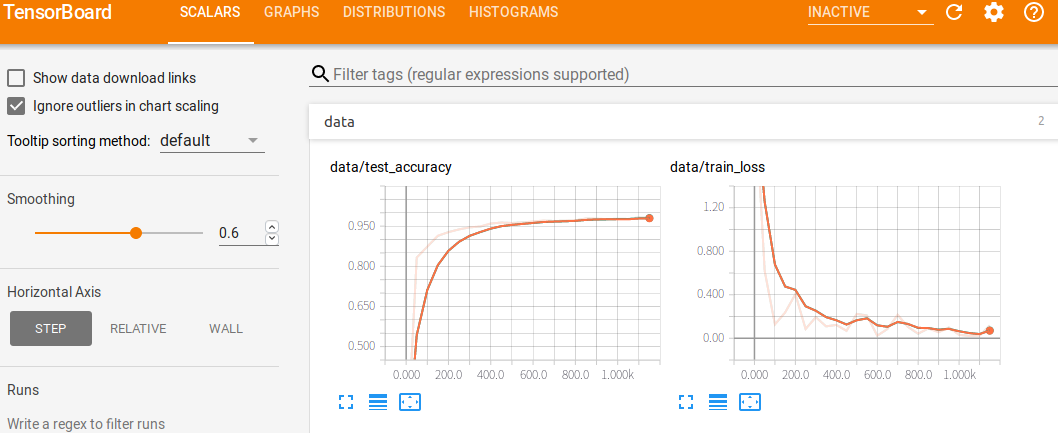 TensorBoard SCALARS GRAPHS DISTRIBUTIONS HISTOGRAMS INACTIVE
Show data download links
Ignore outliers in chart scaling
Tooltip sorting method: default
Smoothing
0.6
Horizontal Axis
STEP RELATIVE WALL
Runs
Write a regex to filter runs
Filter tags (regular expressions supported)
data 2
data/test_accuracy
0.950
0.800
0.650
0.500
0.000 200.0 400.0 600.0 800.0 1.000k
data/train_loss
1.20
0.800
0.400
0.00
0.000 200.0 400.0 600.0 800.0 1.000k